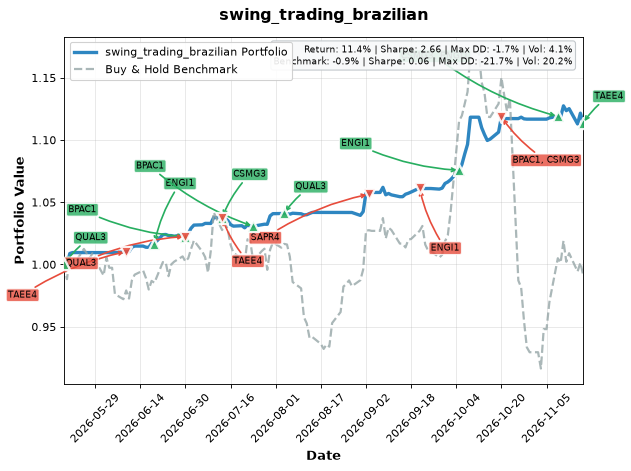 swing_trading_brazilian
swing_trading_brazilian Portfolio
Buy & Hold Benchmark
Return: 11.4% | Sharpe: 2.66 | Max DD: -1.7% | Vol: 4.1%
Benchmark: -0.9% | Sharpe: 0.06 | Max DD: -21.7% | Vol: 20.2%
Portfolio Value
1.15
1.10
1.05
1.00
0.95
TAEE4
ENGI1
BPAC1, CSMG3
BPAC1
CSMG3
ENGI1
QUAL3
BPAC1
QUAL3
SAPR4
ENGI1
QUAL3
TAEE4
TAEE4
2026-05-29
2026-06-14
2026-06-30
2026-07-16
2026-08-01
2026-08-17
2026-09-02
2026-09-18
2026-10-04
2026-10-20
2026-11-05
Date